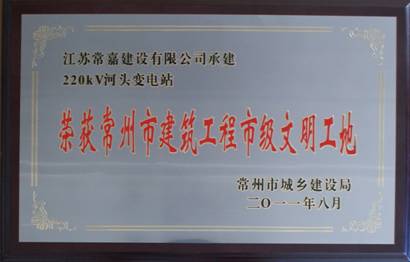 江苏常嘉建设有限公司承建
220kV河头变电站
荣获常州市建筑工程市级文明工地
常州市城乡建设局
二〇一一年八月